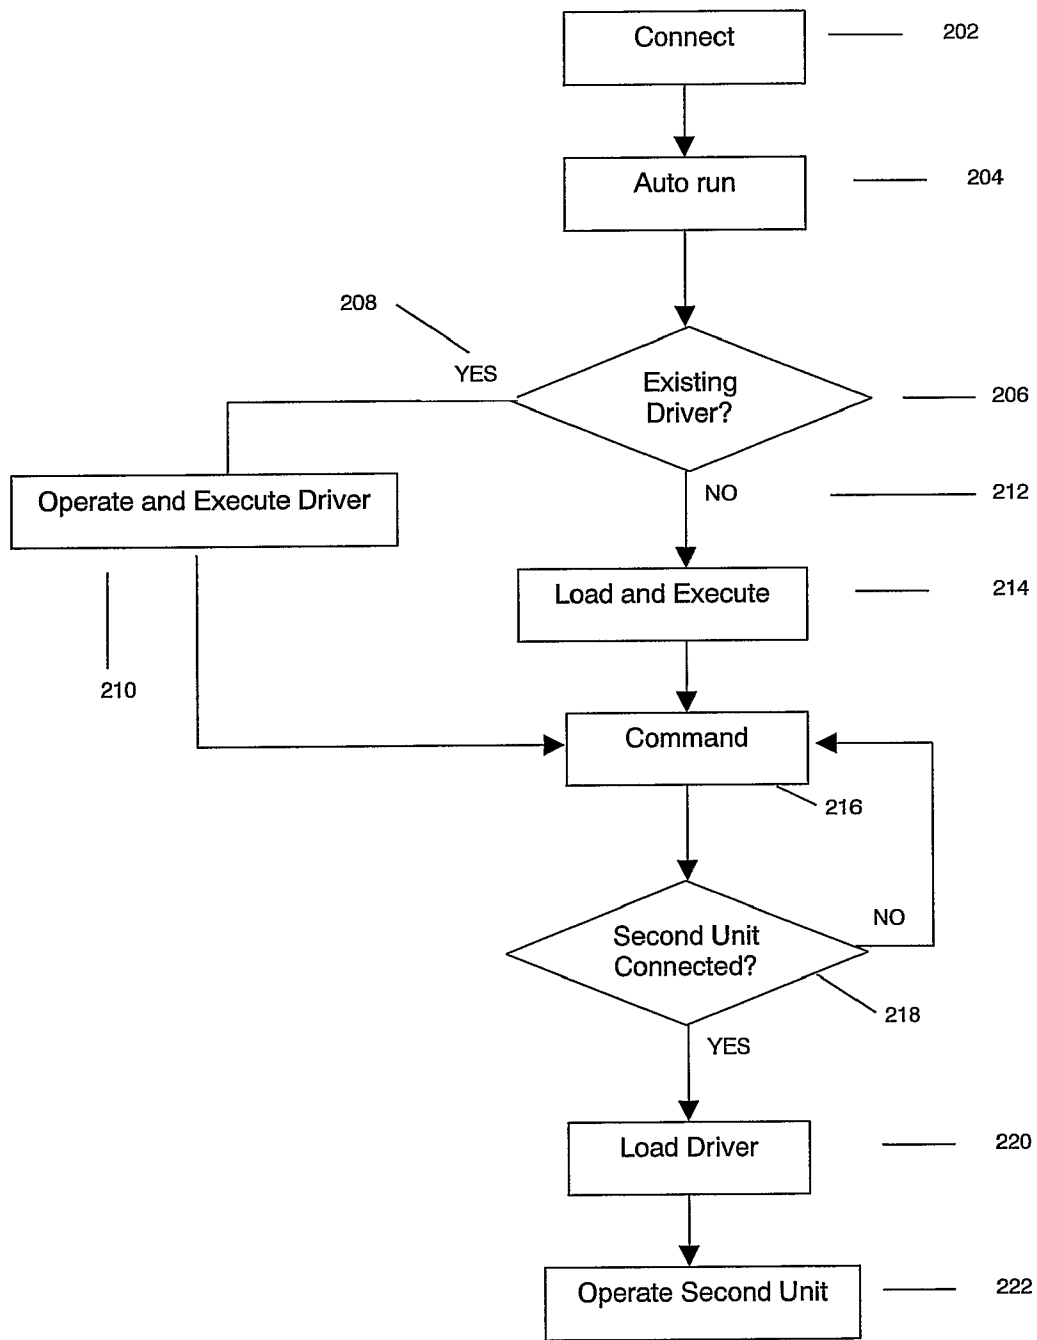 Connect
202
Auto run
204
208
YES
Existing
Driver?
206
Operate and Execute Driver
NO
212
Load and Execute
214
210
Command
216
NO
Second Unit
Connected?
218
YES
Load Driver
220
Operate Second Unit
222